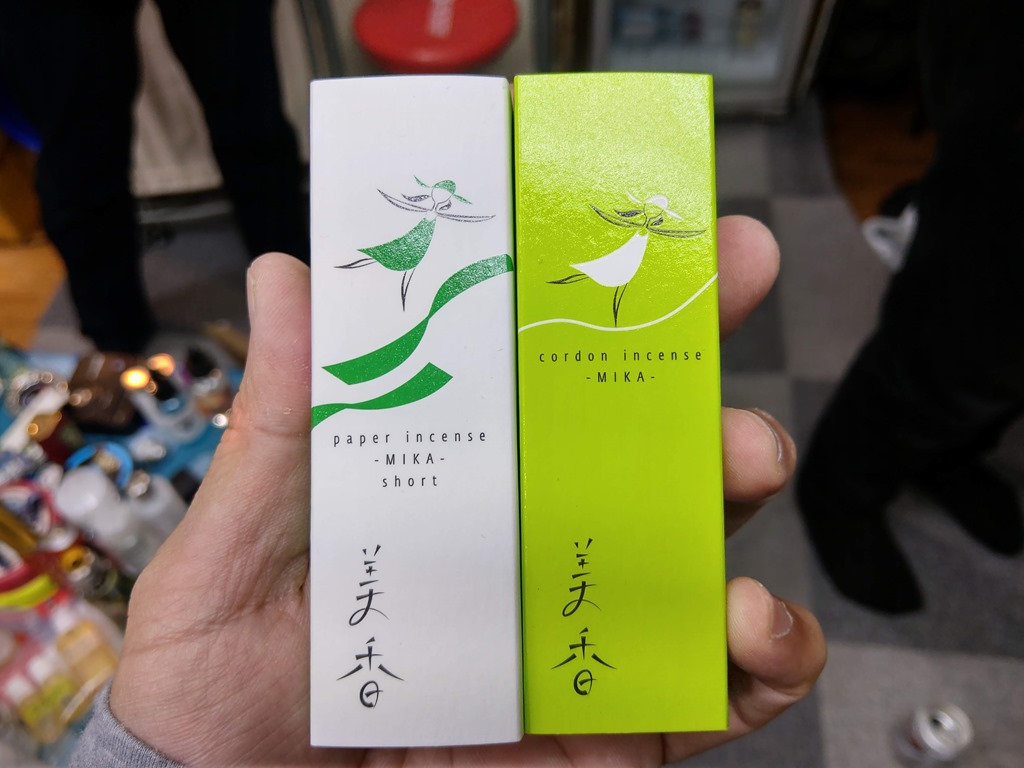 paper incense
-MIKA-
short
美香
cordon incense
-MIKA-
美香